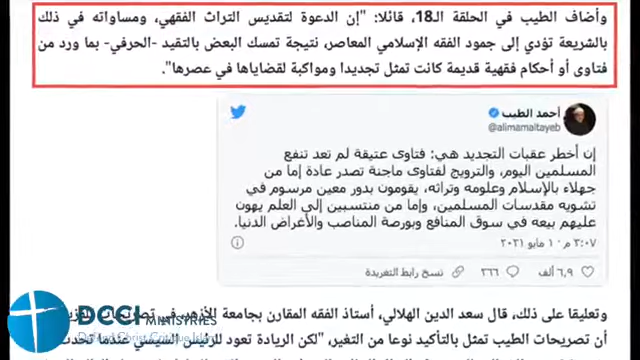 وأضاف الطيب في الحلقة الـ18، قائلا: "إن الدعوة لتقديس التراث الفقهي، ومساواته في ذلك
بالشريعة تؤدي إلى جمود الفقه الإسلامي المعاصر، نتيجة تمسك البعض بالتقيد -الحرفي- بما ورد من
فتاوى أو أحكام فقهية قديمة كانت تمثل تجديدا ومواكبة لقضاياها في عصرها".
أحمد الطيب
@alimamaltayeb
إن أخطر عقبات التجديد هي: فتاوى عتيقة لم تعد تنفع
المسلمين اليوم، والترويج لفتاوى ماجنة تصدر عادة إما من
جهلاء بالإسلام وعلومه وتراثه، يقومون بدور معين مرسوم في
تشويه مقدسات المسلمين، وإما من منتسبين إلى العلم يهون
عليهم بيعه في سوق المنافع وبورصة المناصب والأغراض الدنيا.
٣:٠٧ م · ١ مايو ٢٠٢١
٦٫٩ ألف ٢٦٦ نسخ رابط التغريدة
وتعليقا على ذلك، قال سعد الدين الهلالي، أستاذ الفقه المقارن بجامعة الأزهر، في تصريحات
أن تصريحات الطيب تمثل بالتأكيد نوعا من التغير، "لكن الريادة تعود للرئيس السيسي عندما تحدث
DCCI MINISTRIES